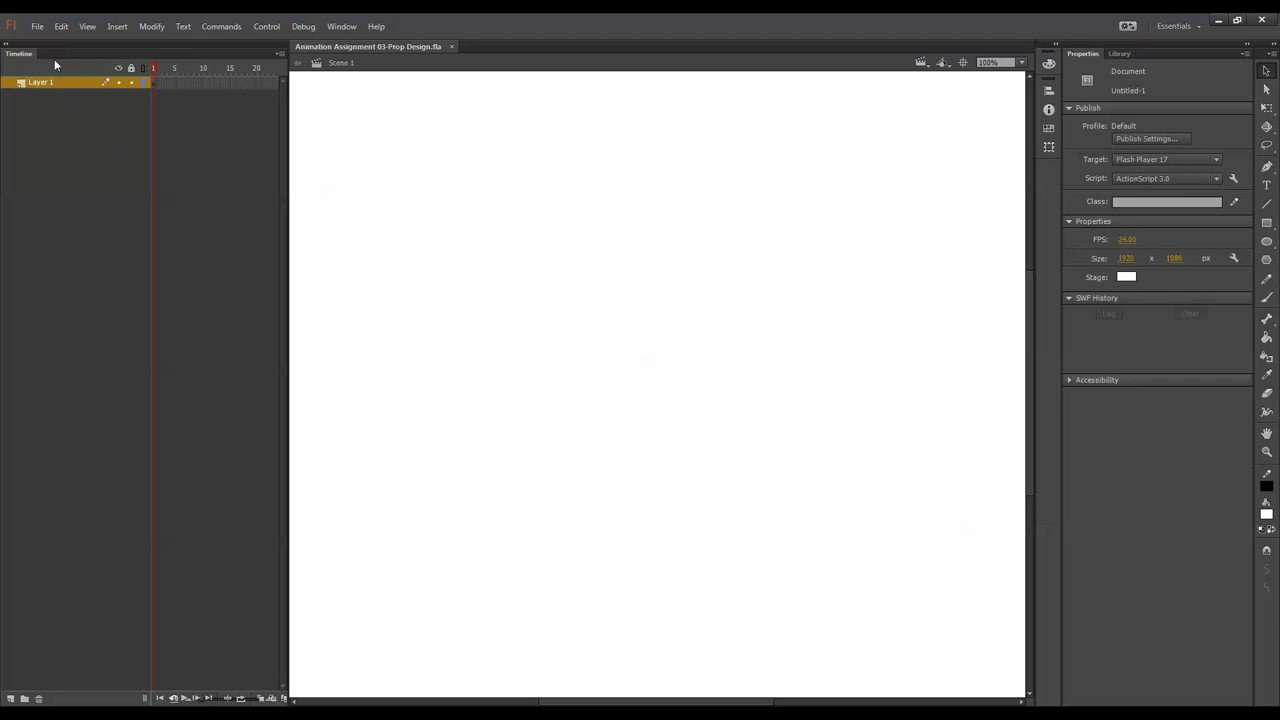 Fl File Edit View Insert Modify Text Commands Control Debug Window Help Essentials
Timeline
1 5 10 15 20
Layer 1
Animation Assignment 03-Prop Design.fla ×
Scene 1
100%
Properties Library
Document
Untitled-1
Publish
Profile: Default
Publish Settings...
Target: Flash Player 17
Script: ActionScript 3.0
Class:
Properties
FPS: 24.00
Size: 1920 x 1080 px
Stage:
SWF History
Log Clear
Accessibility